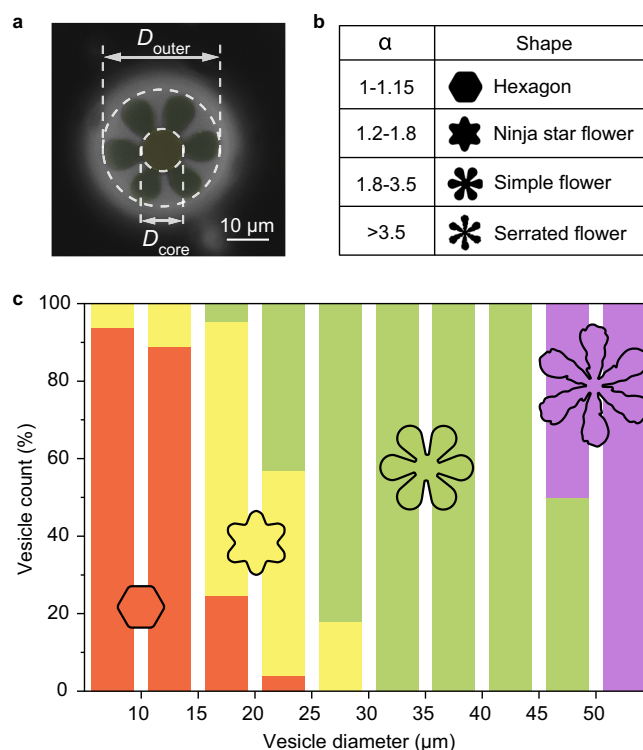 a
D outer
D core
10 µm
b
α Shape
1-1.15 Hexagon
1.2-1.8 Ninja star flower
1.8-3.5 Simple flower
>3.5 Serrated flower
c
100
80
60
40
20
0
Vesicle count (%)
10 15 20 25 30 35 40 45 50
Vesicle diameter (µm)